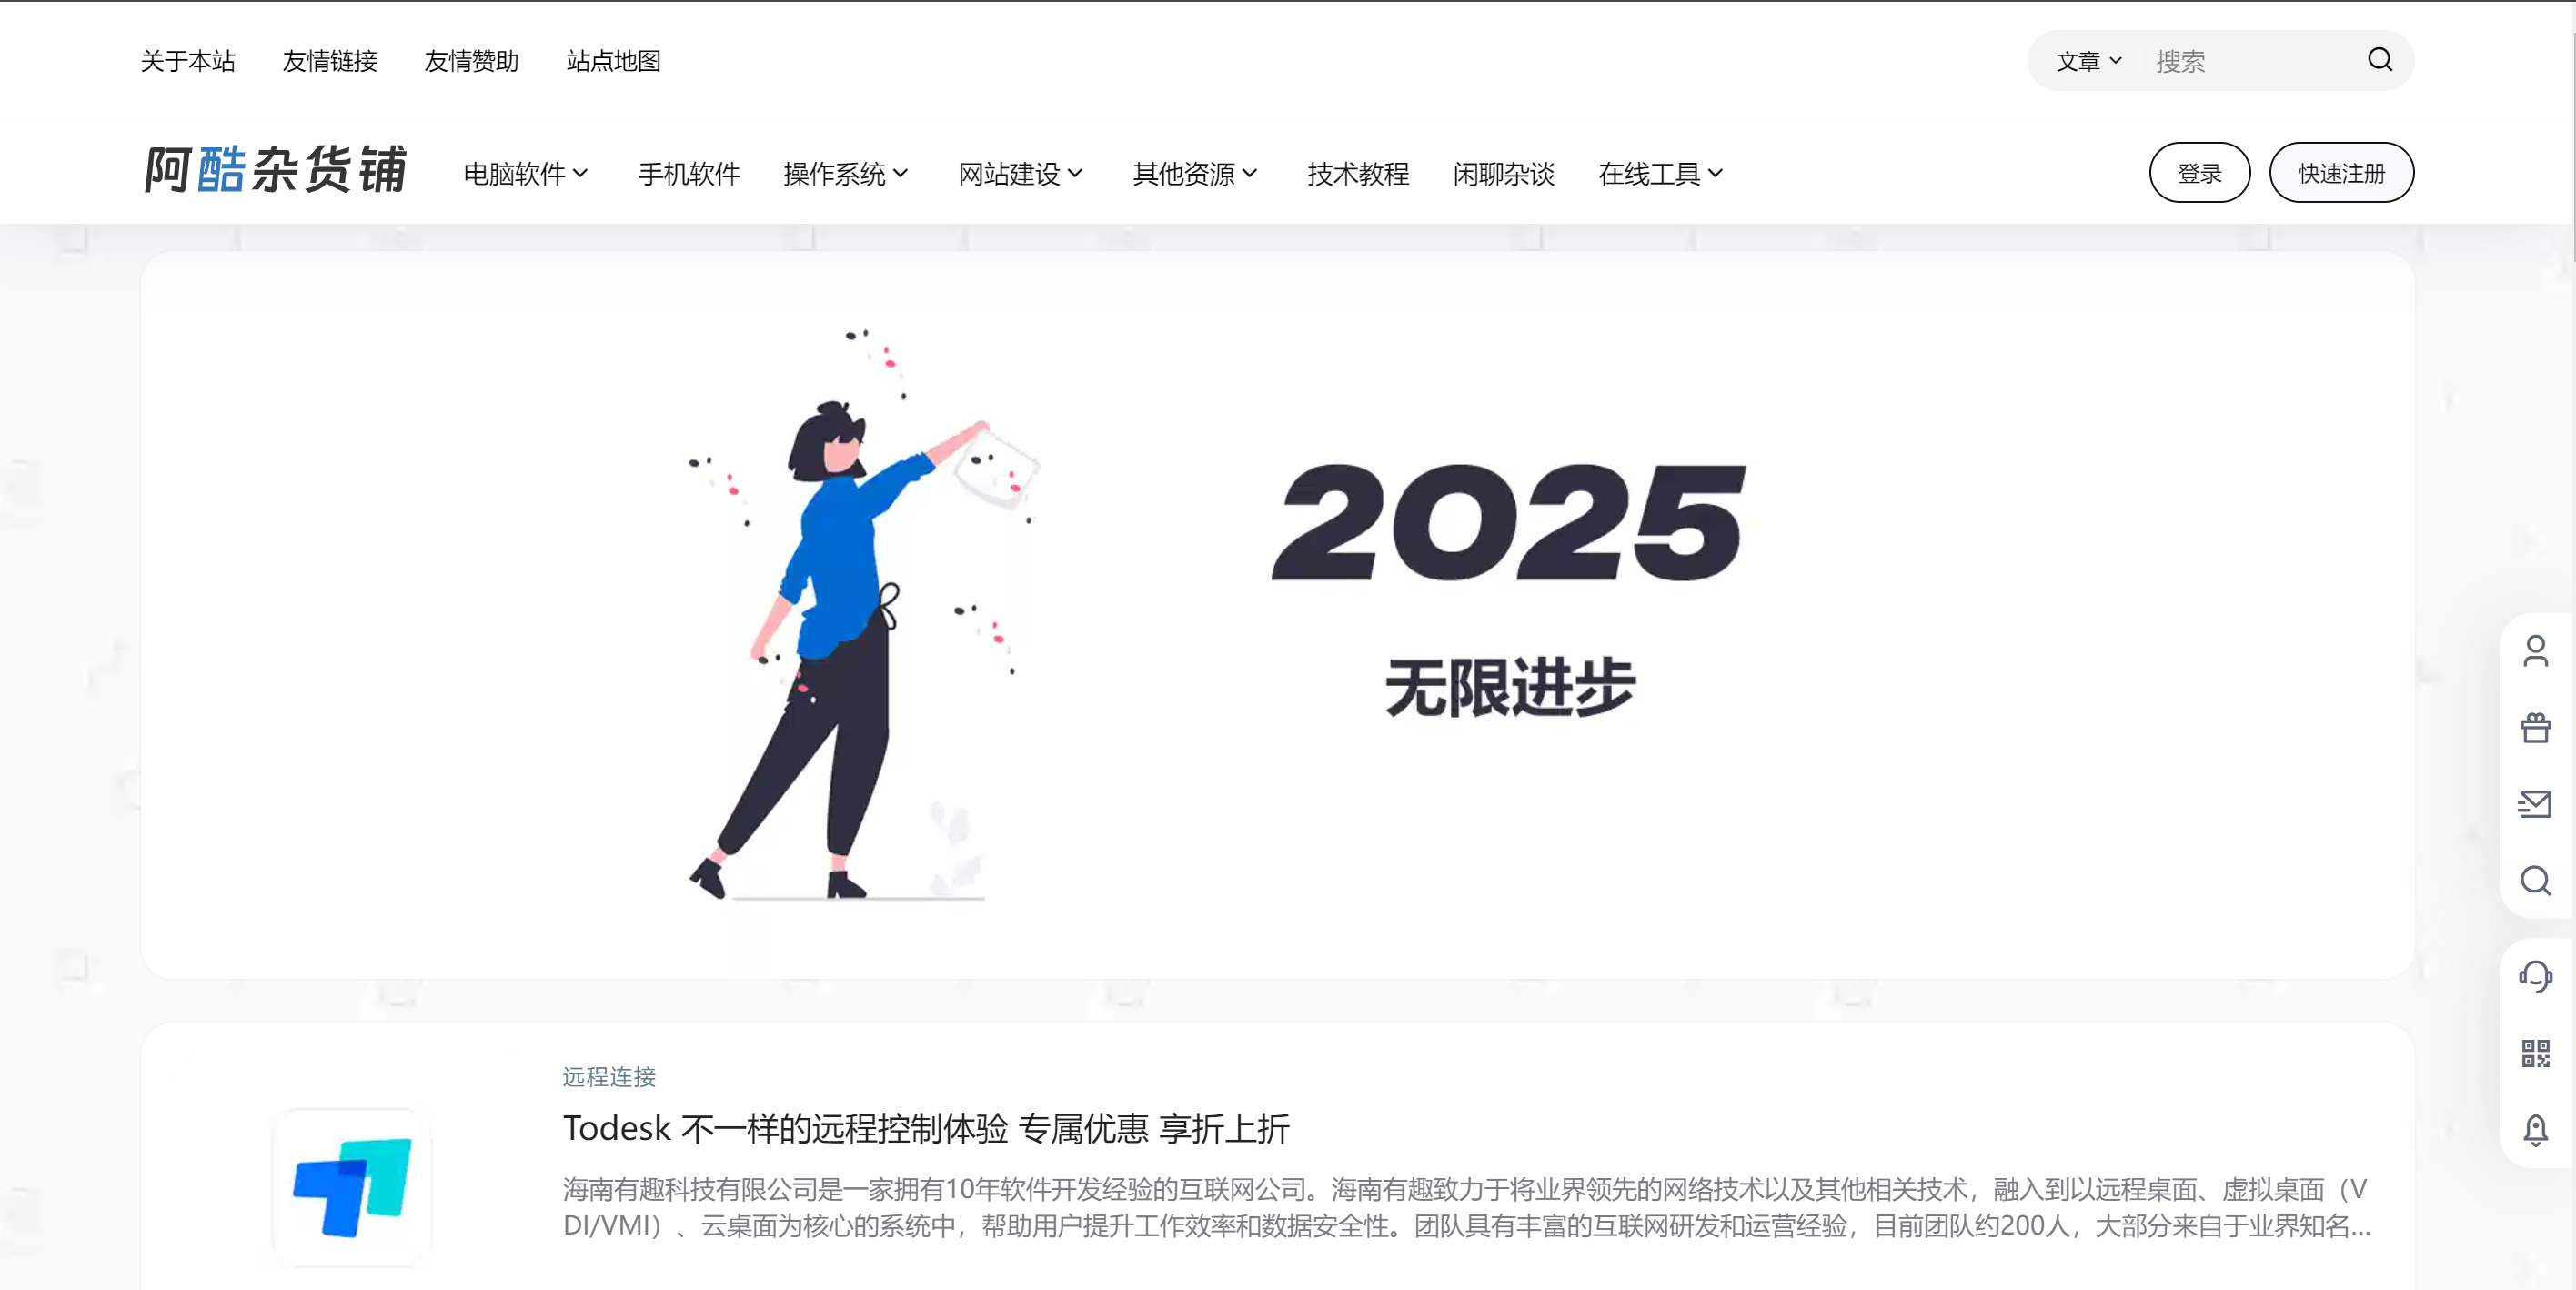 关于本站 友情链接 友情赞助 站点地图 文章 搜索
阿酷杂货铺 电脑软件 手机软件 操作系统 网站建设 其他资源 技术教程 闲聊杂谈 在线工具 登录 快速注册
2025
无限进步
远程连接
Todesk 不一样的远程控制体验 专属优惠 享折上折
海南有趣科技有限公司是一家拥有10年软件开发经验的互联网公司。海南有趣致力于将业界领先的网络技术以及其他相关技术，融入到以远程桌面、虚拟桌面（V
DI/VMI）、云桌面为核心的系统中，帮助用户提升工作效率和数据安全性。团队具有丰富的互联网研发和运营经验，目前团队约200人，大部分来自于业界知名...